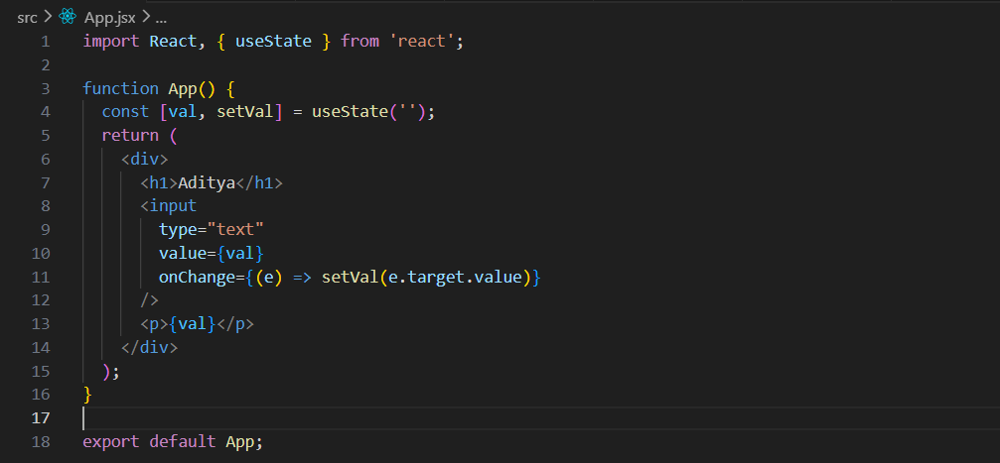 src > App.jsx > ...
1 import React, { useState } from 'react';
2
3 function App() {
4   const [val, setVal] = useState('');
5   return (
6     <div>
7       <h1>Aditya</h1>
8       <input
9         type="text"
10         value={val}
11         onChange={(e) => setVal(e.target.value)}
12       />
13       <p>{val}</p>
14     </div>
15   );
16 }
17
18 export default App;